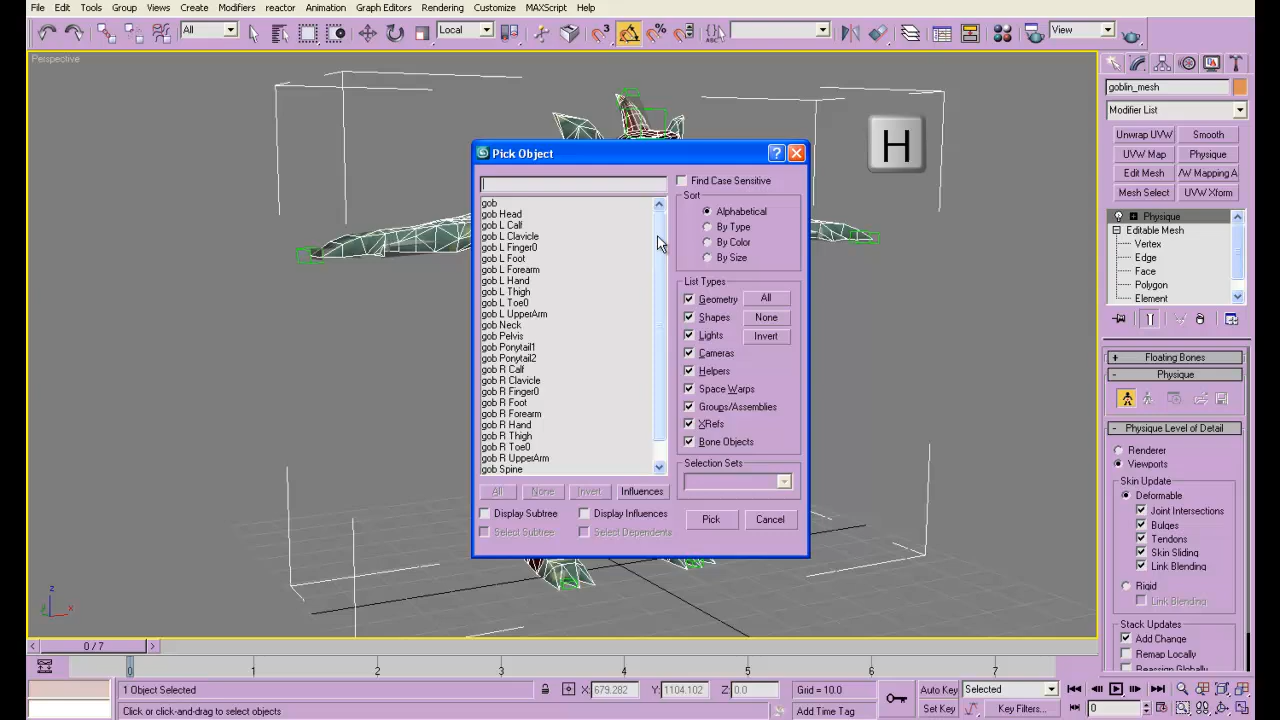 File Edit Tools Group Views Create Modifiers reactor Animation Graph Editors Rendering Customize MAXScript Help
All Local View
Perspective
goblin_mesh
Modifier List
Unwrap UVW Smooth
UVW Map Physique
Edit Mesh /W Mapping A
Mesh Select UVW Xform
Physique
Editable Mesh
Vertex
Edge
Face
Polygon
Element
Floating Bones
Physique
Physique Level of Detail
Renderer
Viewports
Skin Update
Deformable
Joint Intersections
Bulges
Tendons
Skin Sliding
Link Blending
Rigid
Link Blending
Stack Updates
Add Change
Remap Locally
Reassign Globally
H
Pick Object
gob
gob Head
gob L Calf
gob L Clavicle
gob L Finger0
gob L Foot
gob L Forearm
gob L Hand
gob L Thigh
gob L Toe0
gob L UpperArm
gob Neck
gob Pelvis
gob Ponytail1
gob Ponytail2
gob R Calf
gob R Clavicle
gob R Finger0
gob R Foot
gob R Forearm
gob R Hand
gob R Thigh
gob R Toe0
gob R UpperArm
gob Spine
Find Case Sensitive
Sort
Alphabetical
By Type
By Color
By Size
List Types
Geometry All
Shapes None
Lights Invert
Cameras
Helpers
Space Warps
Groups/Assemblies
XRefs
Bone Objects
Selection Sets
All None Invert Influences
Display Subtree Display Influences
Select Subtree Select Dependents
Pick Cancel
z
y x
0 / 7
0 1 2 3 4 5 6 7
1 Object Selected X: 679.282 Y: 1104.102 Z: 0.0 Grid = 10.0 Auto Key Selected
Click or click-and-drag to select objects Add Time Tag Set Key Key Filters... 0